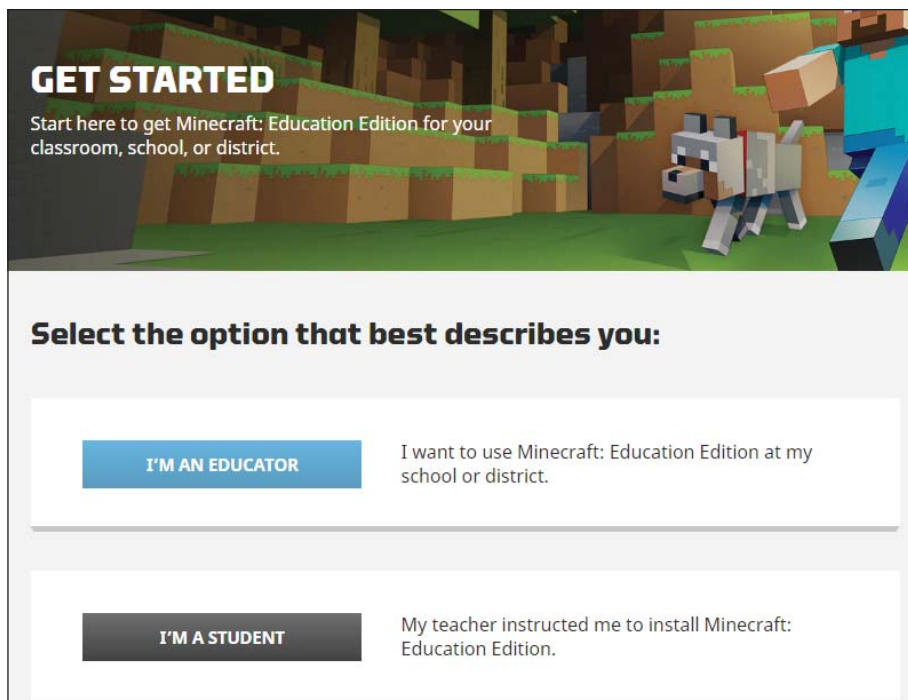 GET STARTED
Start here to get Minecraft: Education Edition for your
classroom, school, or district.
Select the option that best describes you:
I'M AN EDUCATOR
I want to use Minecraft: Education Edition at my
school or district.
I'M A STUDENT
My teacher instructed me to install Minecraft:
Education Edition.